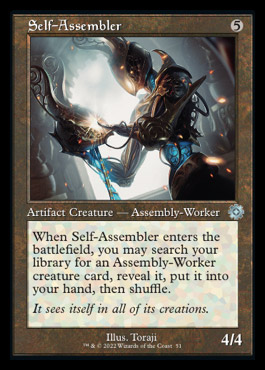 Self-Assembler 5
Artifact Creature — Assembly-Worker
When Self-Assembler enters the
battlefield, you may search your
library for an Assembly-Worker
creature card, reveal it, put it into
your hand, then shuffle.
It sees itself in all of its creations.
Illus. Toraji
™ & © 2022 Wizards of the Coast 51
4/4